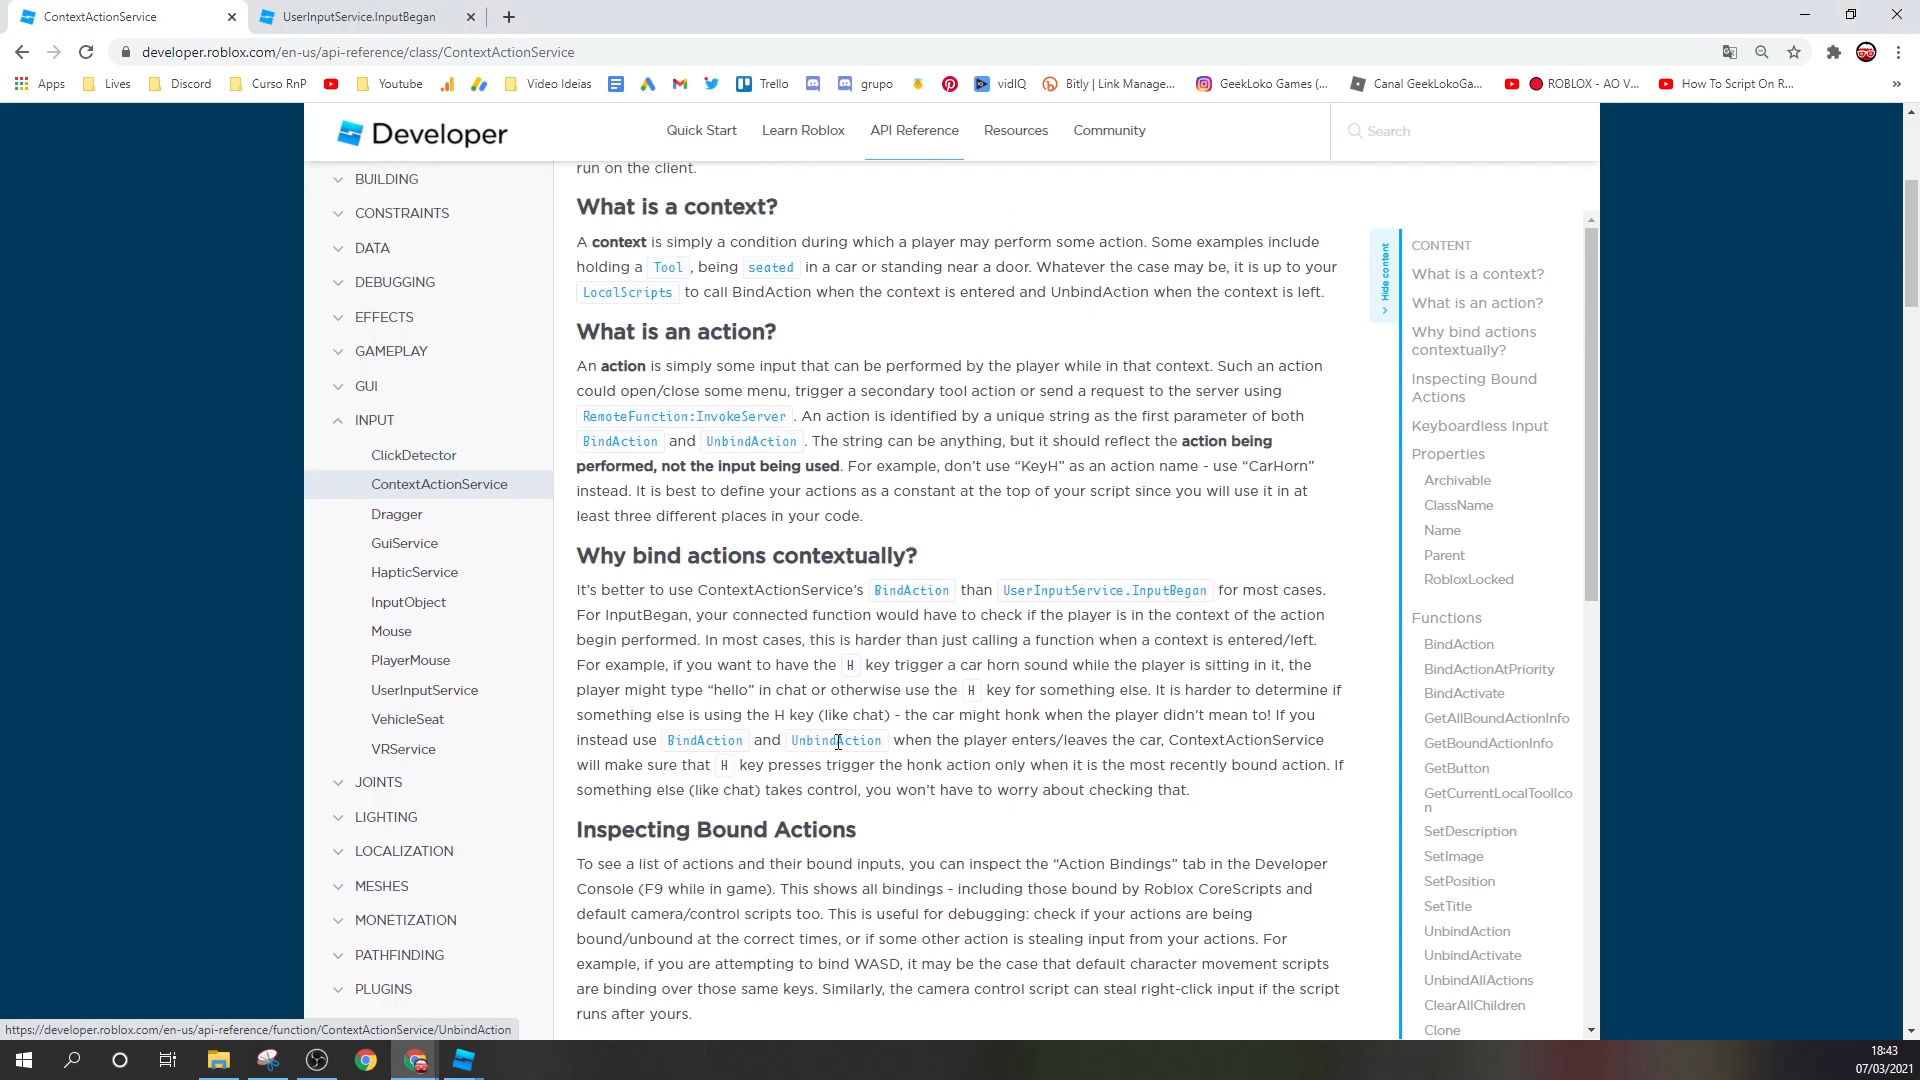 ContextActionService
UserInputService.InputBegan
developer.roblox.com/en-us/api-reference/class/ContextActionService
Apps
Lives
Discord
Curso RnP
Youtube
Video Ideias
Trello
grupo
vidIQ
Bitly | Link Manage...
GeekLoko Games (...
Canal GeekLokoGa...
ROBLOX - AO V...
How To Script On R...
»
Developer
Quick Start
Learn Roblox
API Reference
Resources
Community
Search
BUILDING
CONSTRAINTS
DATA
DEBUGGING
EFFECTS
GAMEPLAY
GUI
INPUT
ClickDetector
ContextActionService
Dragger
GuiService
HapticService
InputObject
Mouse
PlayerMouse
UserInputService
VehicleSeat
VRService
JOINTS
LIGHTING
LOCALIZATION
MESHES
MONETIZATION
PATHFINDING
PLUGINS
run on the client.
What is a context?
A context is simply a condition during which a player may perform some action. Some examples include
holding a Tool , being seated in a car or standing near a door. Whatever the case may be, it is up to your
LocalScripts to call BindAction when the context is entered and UnbindAction when the context is left.
What is an action?
An action is simply some input that can be performed by the player while in that context. Such an action
could open/close some menu, trigger a secondary tool action or send a request to the server using
RemoteFunction:InvokeServer . An action is identified by a unique string as the first parameter of both
BindAction and UnbindAction . The string can be anything, but it should reflect the action being
performed, not the input being used. For example, don’t use “KeyH” as an action name - use “CarHorn”
instead. It is best to define your actions as a constant at the top of your script since you will use it in at
least three different places in your code.
Why bind actions contextually?
It’s better to use ContextActionService’s BindAction than UserInputService.InputBegan for most cases.
For InputBegan, your connected function would have to check if the player is in the context of the action
begin performed. In most cases, this is harder than just calling a function when a context is entered/left.
For example, if you want to have the H key trigger a car horn sound while the player is sitting in it, the
player might type “hello” in chat or otherwise use the H key for something else. It is harder to determine if
something else is using the H key (like chat) - the car might honk when the player didn’t mean to! If you
instead use BindAction and UnbindAction when the player enters/leaves the car, ContextActionService
will make sure that H key presses trigger the honk action only when it is the most recently bound action. If
something else (like chat) takes control, you won’t have to worry about checking that.
Inspecting Bound Actions
To see a list of actions and their bound inputs, you can inspect the “Action Bindings” tab in the Developer
Console (F9 while in game). This shows all bindings - including those bound by Roblox CoreScripts and
default camera/control scripts too. This is useful for debugging: check if your actions are being
bound/unbound at the correct times, or if some other action is stealing input from your actions. For
example, if you are attempting to bind WASD, it may be the case that default character movement scripts
are binding over those same keys. Similarly, the camera control script can steal right-click input if the script
runs after yours.
Hide content
CONTENT
What is a context?
What is an action?
Why bind actions
contextually?
Inspecting Bound
Actions
Keyboardless Input
Properties
Archivable
ClassName
Name
Parent
RobloxLocked
Functions
BindAction
BindActionAtPriority
BindActivate
GetAllBoundActionInfo
GetBoundActionInfo
GetButton
GetCurrentLocalToolIco
n
SetDescription
SetImage
SetPosition
SetTitle
UnbindAction
UnbindActivate
UnbindAllActions
ClearAllChildren
Clone
https://developer.roblox.com/en-us/api-reference/function/ContextActionService/UnbindAction
18:43
07/03/2021